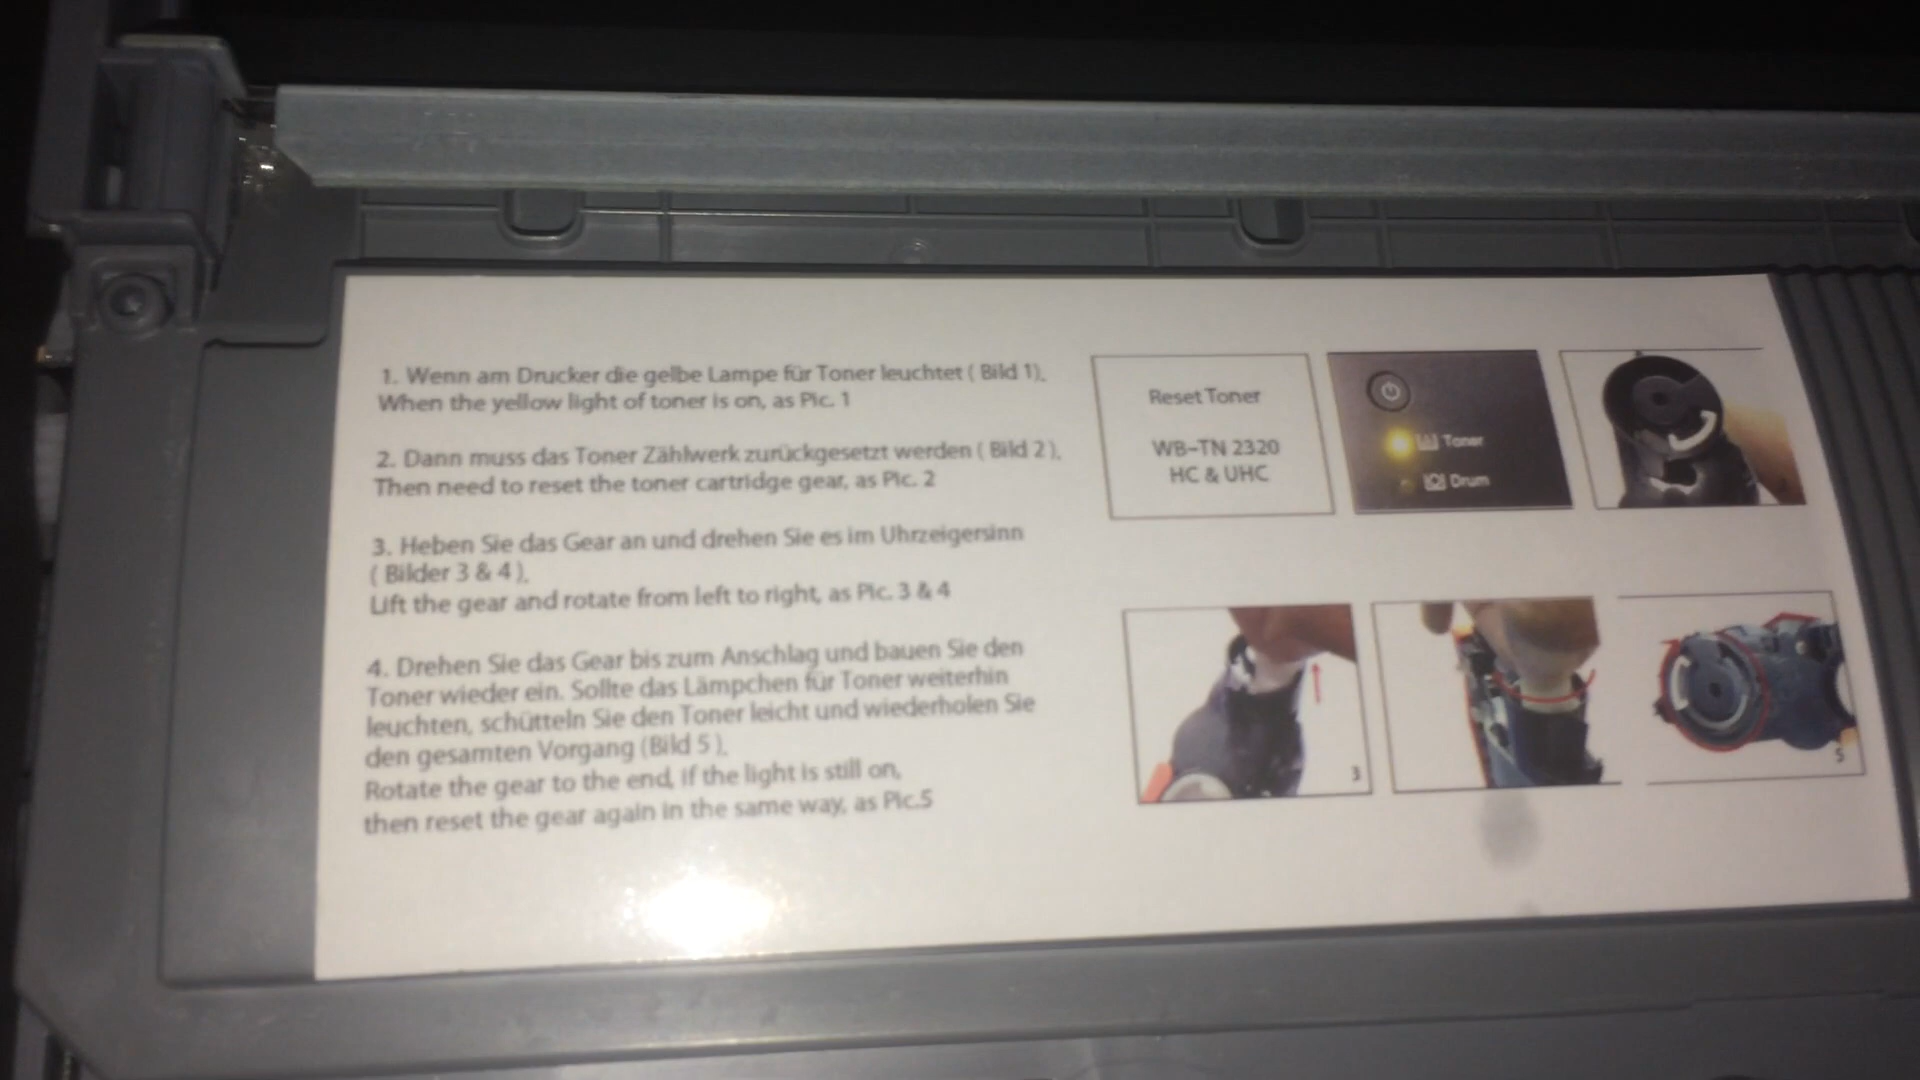 1. Wenn am Drucker die gelbe Lampe für Toner leuchtet ( Bild 1).
When the yellow light of toner is on, as Pic. 1
2. Dann muss das Toner Zählwerk zurückgesetzt werden ( Bild 2 ).
Then need to reset the toner cartridge gear, as Pic. 2
3. Heben Sie das Gear an und drehen Sie es im Uhrzeigersinn
( Bilder 3 & 4 ).
Lift the gear and rotate from left to right, as Pic. 3 & 4
4. Drehen Sie das Gear bis zum Anschlag und bauen Sie den
Toner wieder ein. Sollte das Lämpchen für Toner weiterhin
leuchten, schütteln Sie den Toner leicht und wiederholen Sie
den gesamten Vorgang (Bild 5 ).
Rotate the gear to the end, if the light is still on,
then reset the gear again in the same way, as Pic.5
Reset Toner
WB-TN 2320
HC & UHC
Toner
Drum
3
5